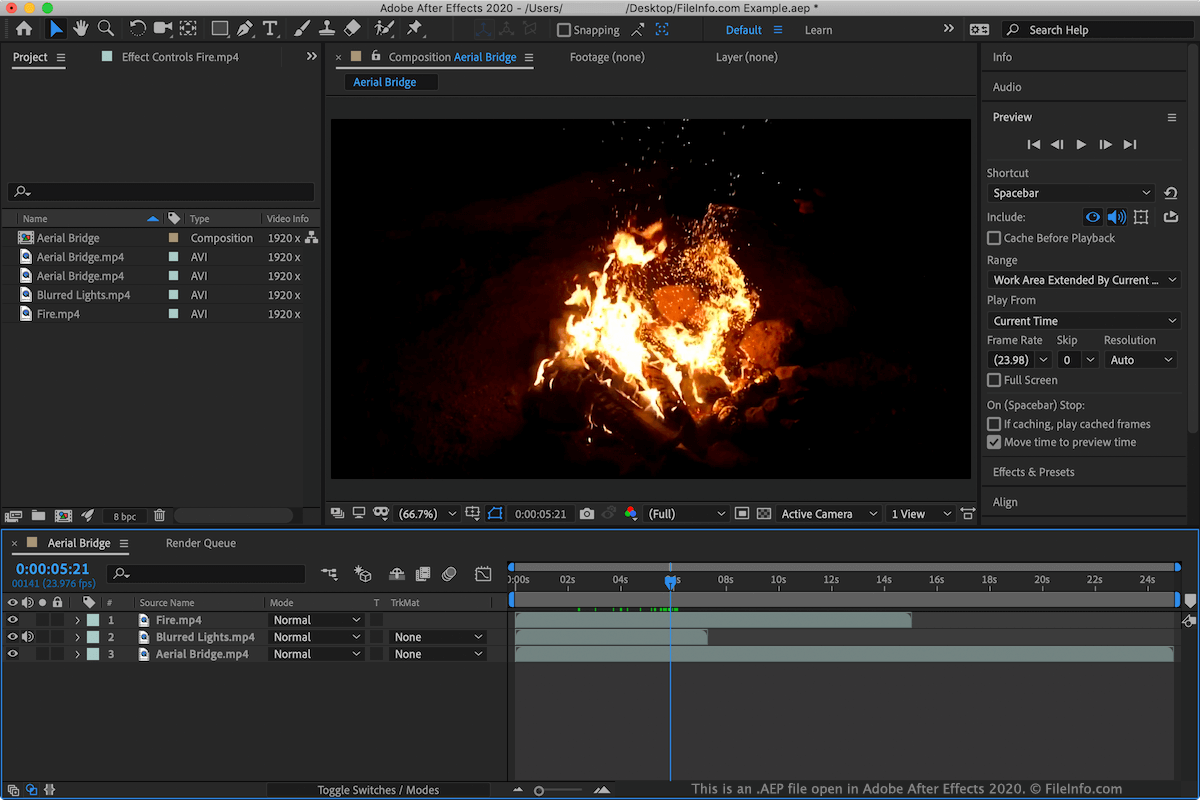 Adobe After Effects 2020 - /Users/ /Desktop/FileInfo.com Example.aep *
Snapping
Default
Learn
Search Help
Project
Effect Controls Fire.mp4
Composition Aerial Bridge
Footage (none)
Layer (none)
Aerial Bridge
Name Type Video Info
Aerial Bridge Composition 1920 x
Aerial Bridge.mp4 AVI 1920 x
Aerial Bridge.mp4 AVI 1920 x
Blurred Lights.mp4 AVI 1920 x
Fire.mp4 AVI 1920 x
8 bpc
(66.7%) 0:00:05:21 (Full) Active Camera 1 View
Info
Audio
Preview
Shortcut
Spacebar
Include:
Cache Before Playback
Range
Work Area Extended By Current ...
Play From
Current Time
Frame Rate Skip Resolution
(23.98) 0 Auto
Full Screen
On (Spacebar) Stop:
If caching, play cached frames
Move time to preview time
Effects & Presets
Align
Aerial Bridge
Render Queue
0:00:05:21
00141 (23.976 fps)
:00s 02s 04s 08s 10s 12s 14s 16s 18s 20s 22s 24s
# Source Name Mode T TrkMat
1 Fire.mp4 Normal
2 Blurred Lights.mp4 Normal None
3 Aerial Bridge.mp4 Normal None
Toggle Switches / Modes
This is an .AEP file open in Adobe After Effects 2020. © FileInfo.com